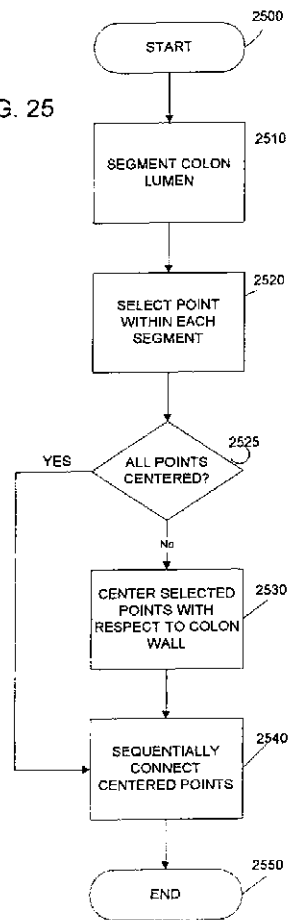 2500
START
G. 25
2510
SEGMENT COLON
LUMEN
2520
SELECT POINT
WITHIN EACH
SEGMENT
2525
YES
ALL POINTS
CENTERED?
No
2530
CENTER SELECTED
POINTS WITH
RESPECT TO COLON
WALL
2540
SEQUENTIALLY
CONNECT
CENTERED POINTS
2550
END